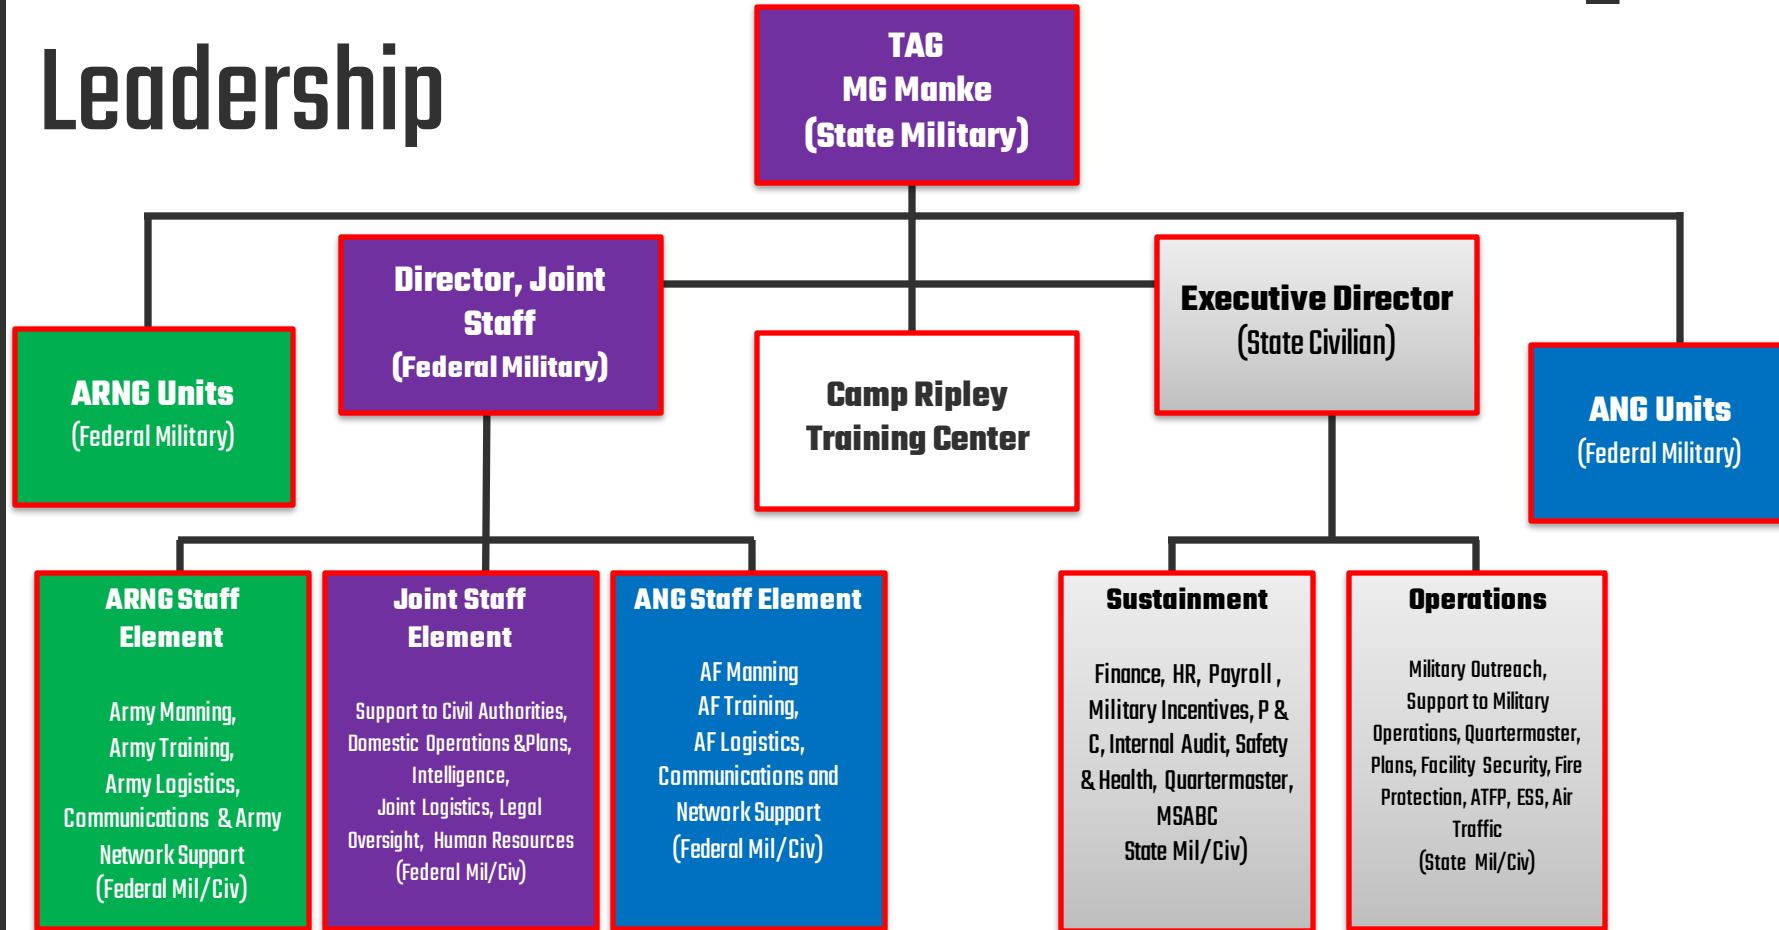 Leadership
TAG
MG Manke
(State Military)
Director, Joint
Staff
(Federal Military)
Executive Director
(State Civilian)
ARNG Units
(Federal Military)
Camp Ripley
Training Center
ANG Units
(Federal Military)
ARNG Staff
Element
Army Manning,
Army Training,
Army Logistics,
Communications & Army
Network Support
(Federal Mil/Civ)
Joint Staff
Element
Support to Civil Authorities,
Domestic Operations &Plans,
Intelligence,
Joint Logistics, Legal
Oversight, Human Resources
(Federal Mil/Civ)
ANG Staff Element
AF Manning
AF Training,
AF Logistics,
Communications and
Network Support
(Federal Mil/Civ)
Sustainment
Finance, HR, Payroll ,
Military Incentives, P &
C, Internal Audit, Safety
& Health, Quartermaster,
MSABC
State Mil/Civ)
Operations
Military Outreach,
Support to Military
Operations, Quartermaster,
Plans, Facility Security, Fire
Protection, ATFP, ESS, Air
Traffic
(State Mil/Civ)